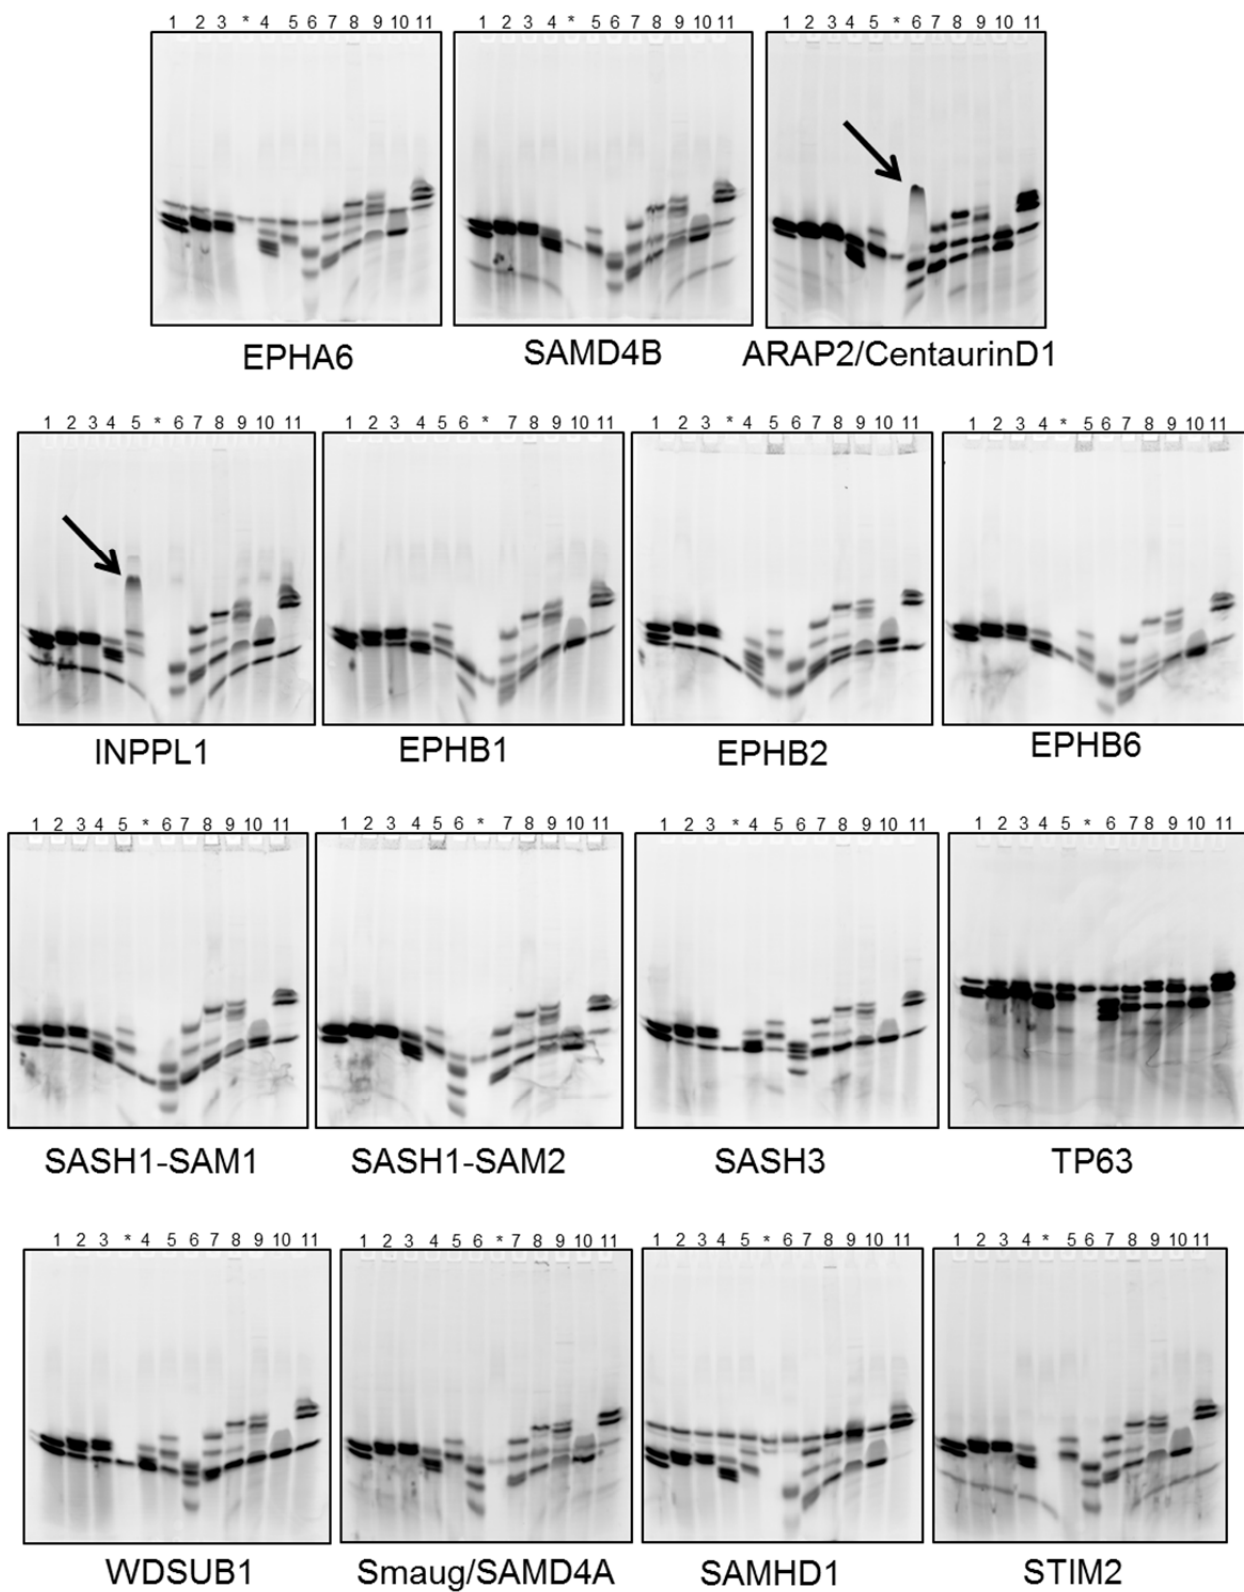 1 2 3 * 4 5 6 7 8 9 10 11
1 2 3 4 * 5 6 7 8 9 10 11
1 2 3 4 5 * 6 7 8 9 10 11
EPHA6
SAMD4B
ARAP2/CentaurinD1
1 2 3 4 5 * 6 7 8 9 10 11
1 2 3 4 5 6 * 7 8 9 10 11
1 2 3 * 4 5 6 7 8 9 10 11
1 2 3 4 * 5 6 7 8 9 10 11
INPPL1
EPHB1
EPHB2
EPHB6
1 2 3 4 5 * 6 7 8 9 10 11
1 2 3 4 5 6 * 7 8 9 10 11
1 2 3 * 4 5 6 7 8 9 10 11
1 2 3 4 5 * 6 7 8 9 10 11
SASH1-SAM1
SASH1-SAM2
SASH3
TP63
1 2 3 * 4 5 6 7 8 9 10 11
1 2 3 4 5 6 * 7 8 9 10 11
1 2 3 4 5 * 6 7 8 9 10 11
1 2 3 4 * 5 6 7 8 9 10 11
WDSUB1
Smaug/SAMD4A
SAMHD1
STIM2